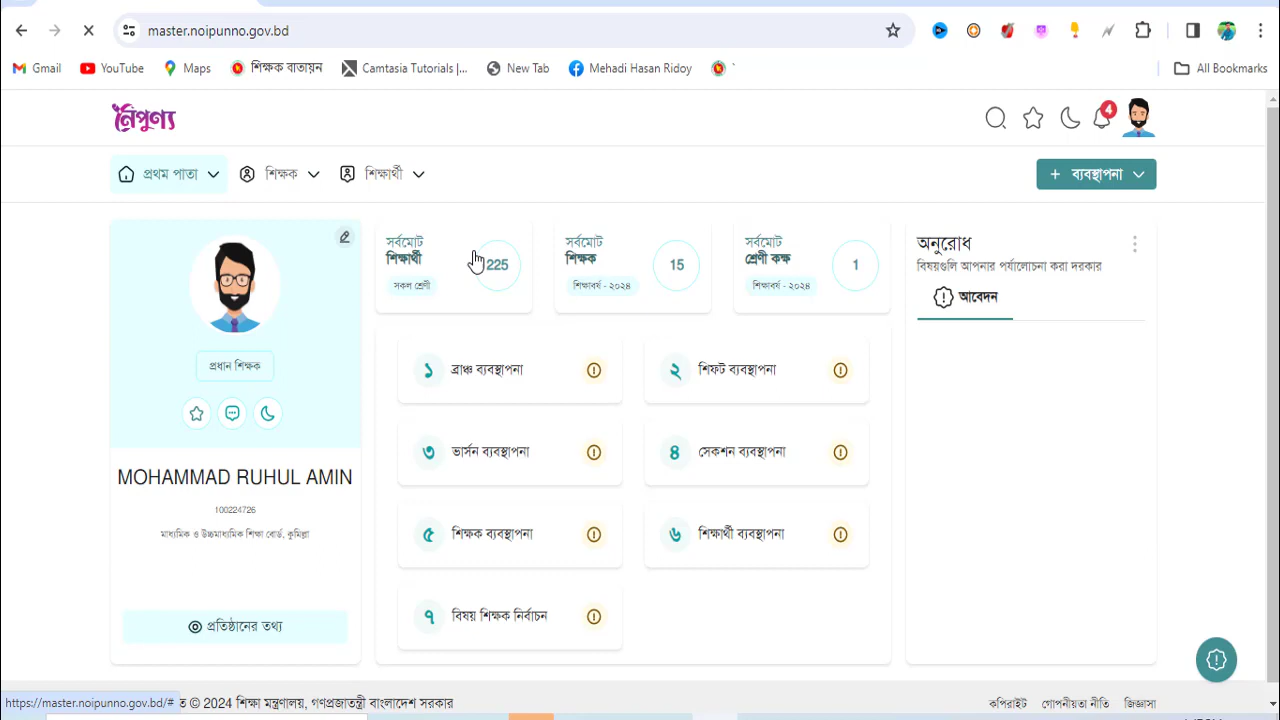 master.noipunno.gov.bd
Gmail YouTube Maps শিক্ষক বাতায়ন Camtasia Tutorials |... New Tab Mehadi Hasan Ridoy All Bookmarks
নৈপুণ্য
4
প্রথম পাতা শিক্ষক শিক্ষার্থী + ব্যবস্থাপনা
প্রধান শিক্ষক
MOHAMMAD RUHUL AMIN
100224726
মাধ্যমিক ও উচ্চমাধ্যমিক শিক্ষা বোর্ড, কুমিল্লা
প্রতিষ্ঠানের তথ্য
সর্বমোট
শিক্ষার্থী
225
সকল শ্রেণী
সর্বমোট
শিক্ষক
15
শিক্ষাবর্ষ - ২০২৪
সর্বমোট
শ্রেণী কক্ষ
1
শিক্ষাবর্ষ - ২০২৪
১ ব্রাঞ্চ ব্যবস্থাপনা
২ শিফট ব্যবস্থাপনা
৩ ভার্সন ব্যবস্থাপনা
৪ সেকশন ব্যবস্থাপনা
৫ শিক্ষক ব্যবস্থাপনা
৬ শিক্ষার্থী ব্যবস্থাপনা
৭ বিষয় শিক্ষক নির্বাচন
অনুরোধ
বিষয়গুলি আপনার পর্যালোচনা করা দরকার
আবেদন
https://master.noipunno.gov.bd/# ত © 2024 শিক্ষা মন্ত্রণালয়, গণপ্রজাতন্ত্রী বাংলাদেশ সরকার
কপিরাইট গোপনীয়তা নীতি জিজ্ঞাসা